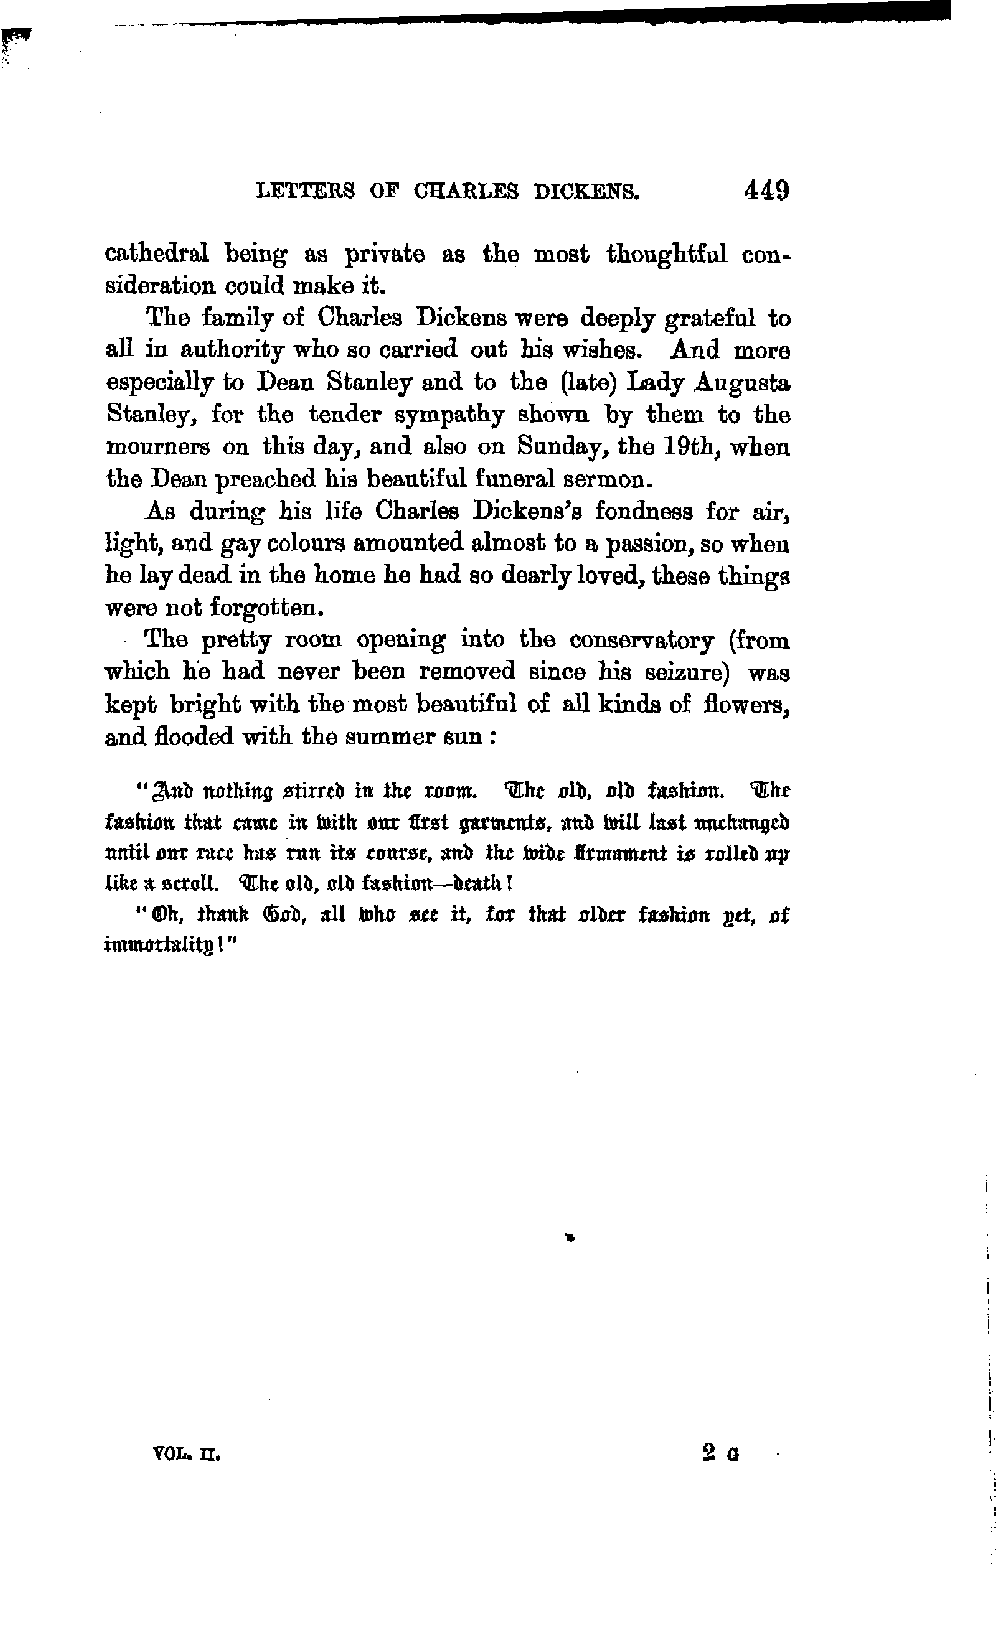 LETTERS OF CHARLES DICKENS. 449
cathedral being as private as the most thoughtful con-
sideration could make it.
The family of Charles Dickens were deeply grateful to
all in authority who so carried out his wishes. And more
especially to Dean Stanley and to the (late) Lady Augusta
Stanley, for the tender sympathy shown by them to the
mourners on this day, and also on Sunday, the 19th, when
the Dean preached his beautiful funeral sermon.
As during his life Charles Dickens's fondness for air,
light, and gay colours amounted almost to a passion, so when
he lay dead in the home he had so dearly loved, these things
were not forgotten.
The pretty room opening into the conservatory (from
which he had never been removed since his seizure) was
kept bright with the most beautiful of all kinds of flowers,
and flooded with the summer sun :
"And nothing stirred in the room. The old, old fashion. The
fashion that came in with our first garments, and will last unchanged
until our race has run its course, and the wide firmament is rolled up
like a scroll. The old, old fashion—death!
"Oh, thank God, all who see it, for that older fashion yet, of
immortality!"
VOL. II. 2 G